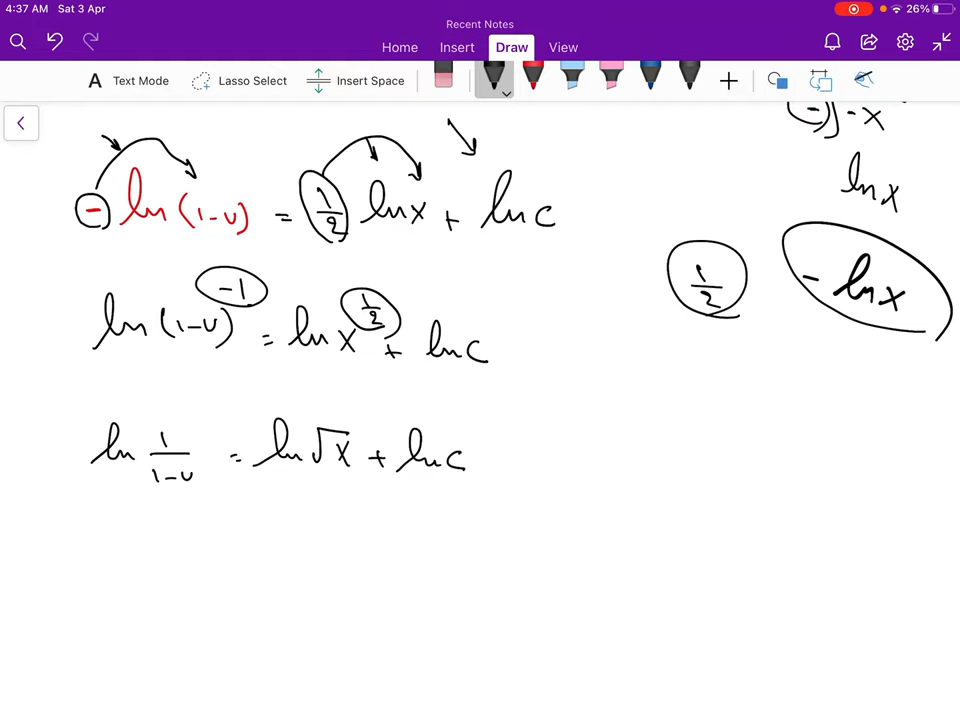 4:37 AM Sat 3 Apr
26%
Recent Notes
Home Insert Draw View
A Text Mode Lasso Select Insert Space
- ln (1-v) = 1/2 ln x + ln c
ln (1-v)^-1 = ln x^1/2 + ln c
ln 1/(1-v) = ln √x + ln c
ln x
1/2
- ln x